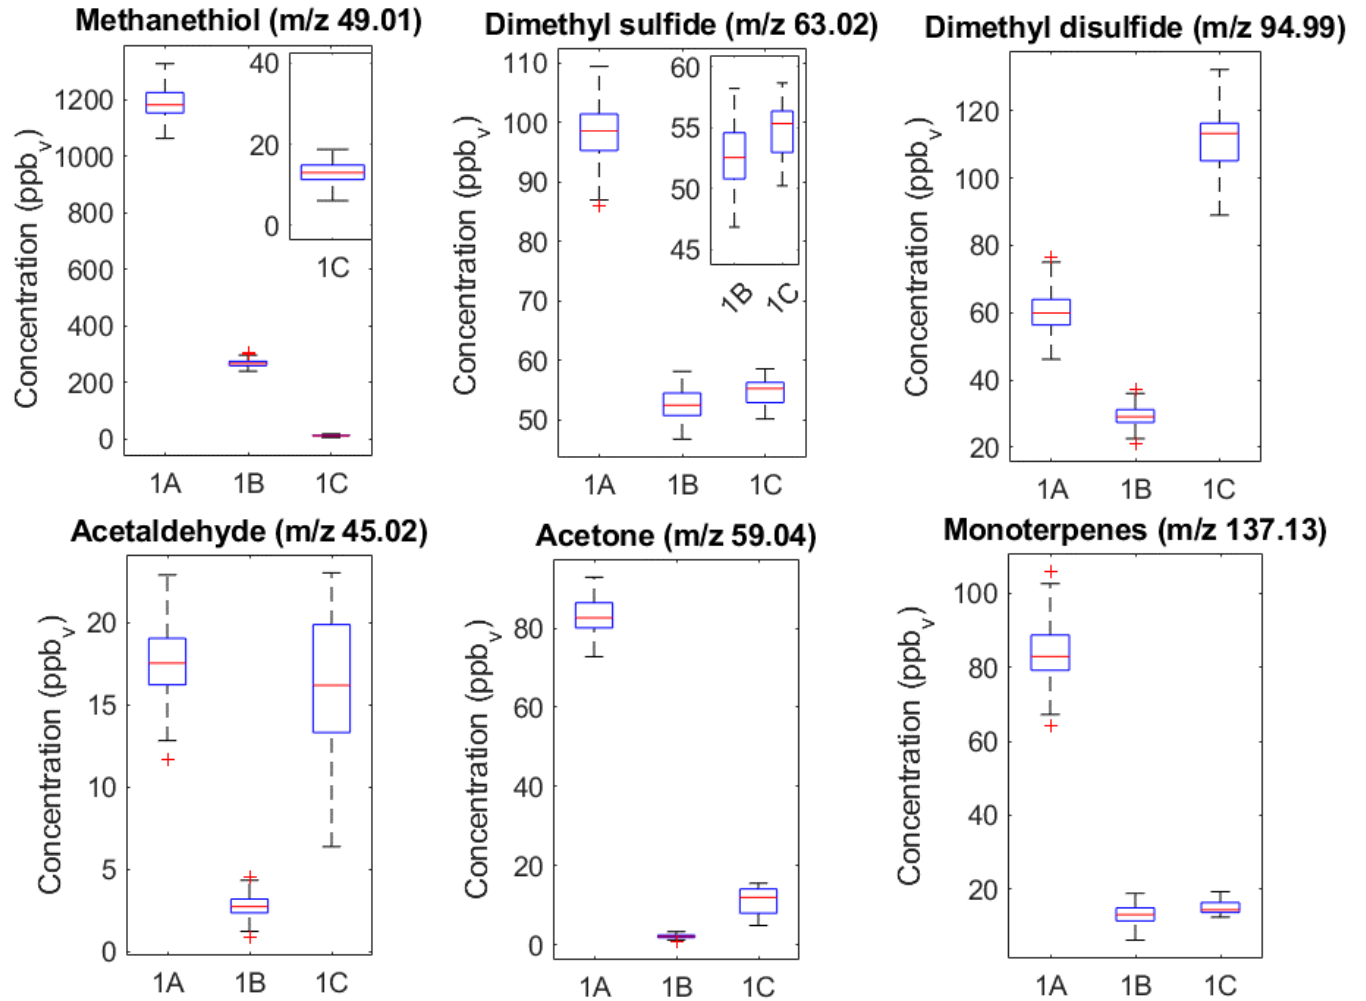 Methanethiol (m/z 49.01)
Concentration (ppbv)
1200
1000
800
600
400
200
0
40
20
0
1C
1A 1B 1C
Dimethyl sulfide (m/z 63.02)
Concentration (ppbv)
110
100
90
80
70
60
50
60
55
50
45
1B 1C
1A 1B 1C
Dimethyl disulfide (m/z 94.99)
Concentration (ppbv)
120
100
80
60
40
20
1A 1B 1C
Acetaldehyde (m/z 45.02)
Concentration (ppbv)
20
15
10
5
0
1A 1B 1C
Acetone (m/z 59.04)
Concentration (ppbv)
80
60
40
20
0
1A 1B 1C
Monoterpenes (m/z 137.13)
Concentration (ppbv)
100
80
60
40
20
1A 1B 1C